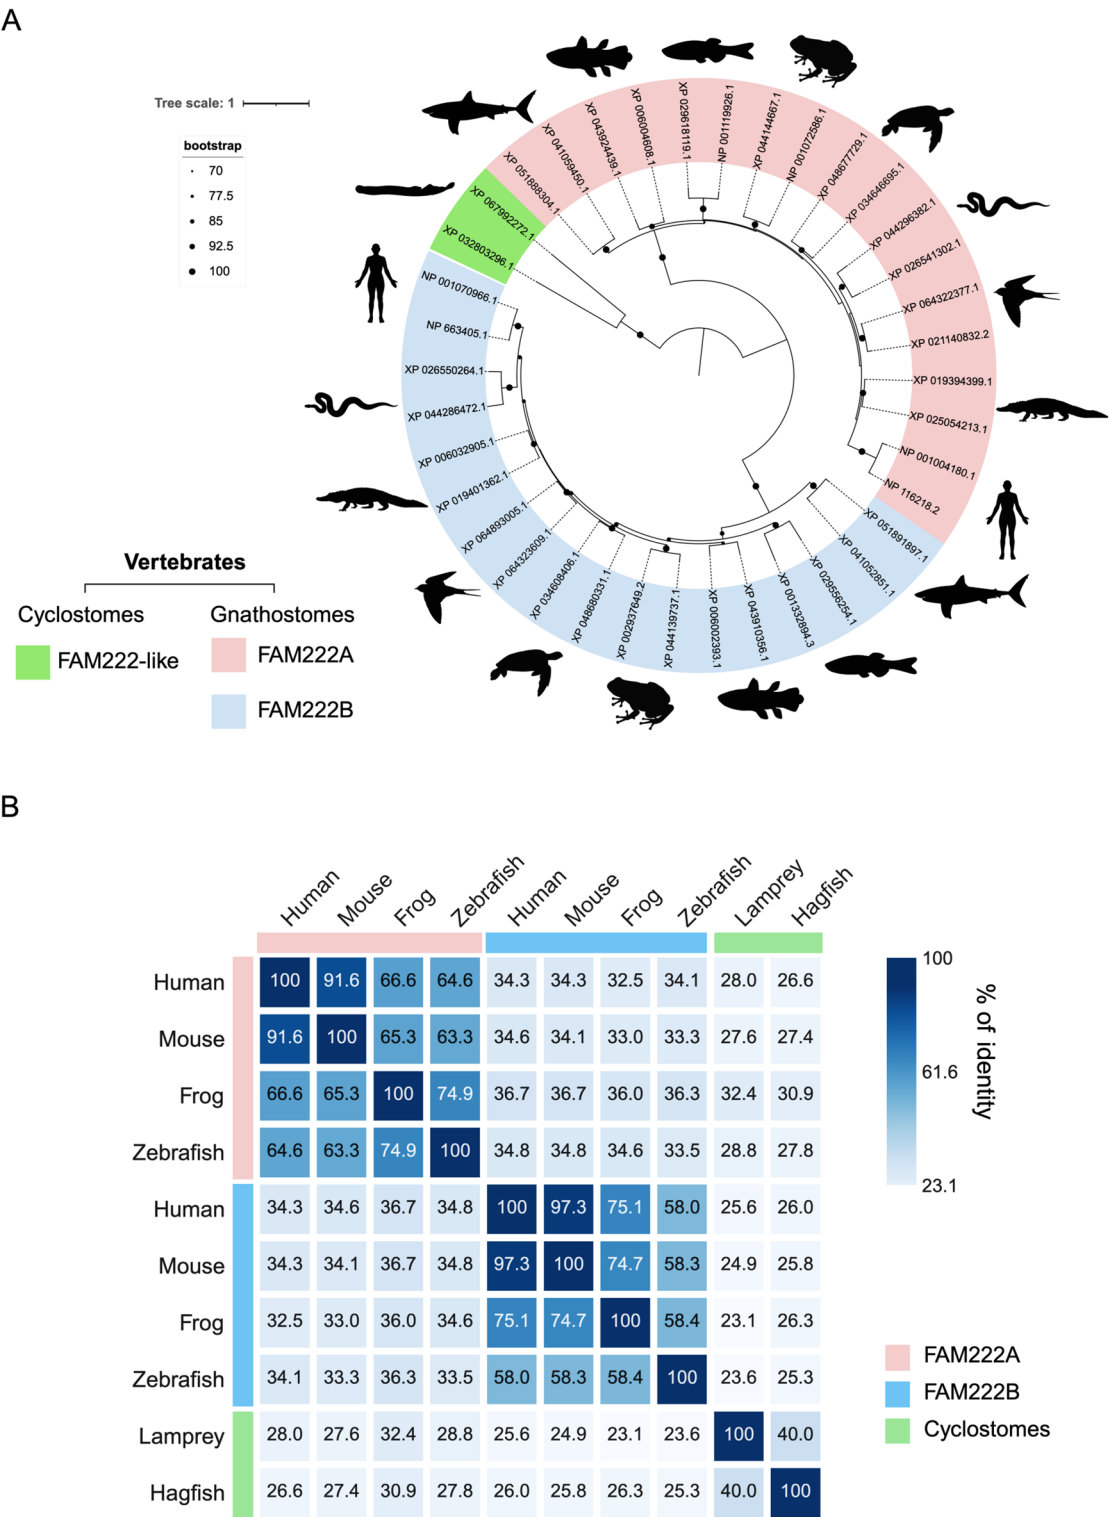 A
Tree scale: 1
bootstrap
70
77.5
85
92.5
100
XP 032803296.1
XP 067992272.1
XP 051888304.1
XP 041059450.1
XP 043924439.1
XP 006004608.1
XP 029618119.1
NP 001119926.1
XP 044144667.1
NP 001072586.1
XP 048677729.1
XP 034646695.1
XP 044296382.1
XP 026541302.1
XP 064322377.1
XP 021140832.2
XP 019394399.1
XP 025054213.1
NP 001004180.1
NP 116218.2
XP 051891897.1
XP 041052851.1
XP 029556254.1
XP 001332894.3
XP 043910356.1
XP 006002393.1
XP 044139737.1
XP 002937649.2
XP 048680331.1
XP 034608406.1
XP 064323609.1
XP 064893005.1
XP 019401362.1
XP 006032905.1
XP 044286472.1
XP 026550264.1
NP 663405.1
NP 001070966.1
Vertebrates
Cyclostomes Gnathostomes
FAM222-like FAM222A
FAM222B
B
Human Mouse Frog Zebrafish Human Mouse Frog Zebrafish Lamprey Hagfish
Human 100 91.6 66.6 64.6 34.3 34.3 32.5 34.1 28.0 26.6
Mouse 91.6 100 65.3 63.3 34.6 34.1 33.0 33.3 27.6 27.4
Frog 66.6 65.3 100 74.9 36.7 36.7 36.0 36.3 32.4 30.9
Zebrafish 64.6 63.3 74.9 100 34.8 34.8 34.6 33.5 28.8 27.8
Human 34.3 34.6 36.7 34.8 100 97.3 75.1 58.0 25.6 26.0
Mouse 34.3 34.1 36.7 34.8 97.3 100 74.7 58.3 24.9 25.8
Frog 32.5 33.0 36.0 34.6 75.1 74.7 100 58.4 23.1 26.3
Zebrafish 34.1 33.3 36.3 33.5 58.0 58.3 58.4 100 23.6 25.3
Lamprey 28.0 27.6 32.4 28.8 25.6 24.9 23.1 23.6 100 40.0
Hagfish 26.6 27.4 30.9 27.8 26.0 25.8 26.3 25.3 40.0 100
100
61.6
23.1
% of identity
FAM222A
FAM222B
Cyclostomes